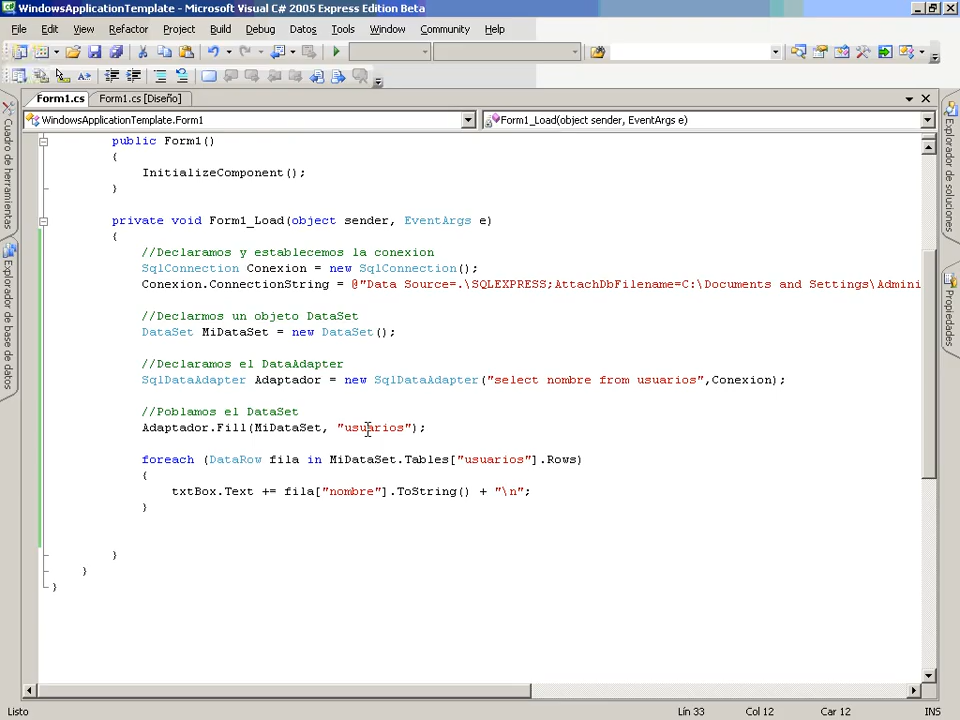 WindowsApplicationTemplate - Microsoft Visual C# 2005 Express Edition Beta
File Edit View Refactor Project Build Debug Datos Tools Window Community Help
Form1.cs Form1.cs [Diseño]
WindowsApplicationTemplate.Form1 Form1_Load(object sender, EventArgs e)
Cuadro de herramientas
Explorador de base de datos
Explorador de soluciones
Propiedades
public Form1()
{
InitializeComponent();
}
private void Form1_Load(object sender, EventArgs e)
{
//Declaramos y establecemos la conexion
SqlConnection Conexion = new SqlConnection();
Conexion.ConnectionString = @"Data Source=.\SQLEXPRESS;AttachDbFilename=C:\Documents and Settings\Admini
//Declarmos un objeto DataSet
DataSet MiDataSet = new DataSet();
//Declaramos el DataAdapter
SqlDataAdapter Adaptador = new SqlDataAdapter("select nombre from usuarios",Conexion);
//Poblamos el DataSet
Adaptador.Fill(MiDataSet, "usuarios");
foreach (DataRow fila in MiDataSet.Tables["usuarios"].Rows)
{
txtBox.Text += fila["nombre"].ToString() + "\n";
}
}
}
}
Listo Lín 33 Col 12 Car 12 INS